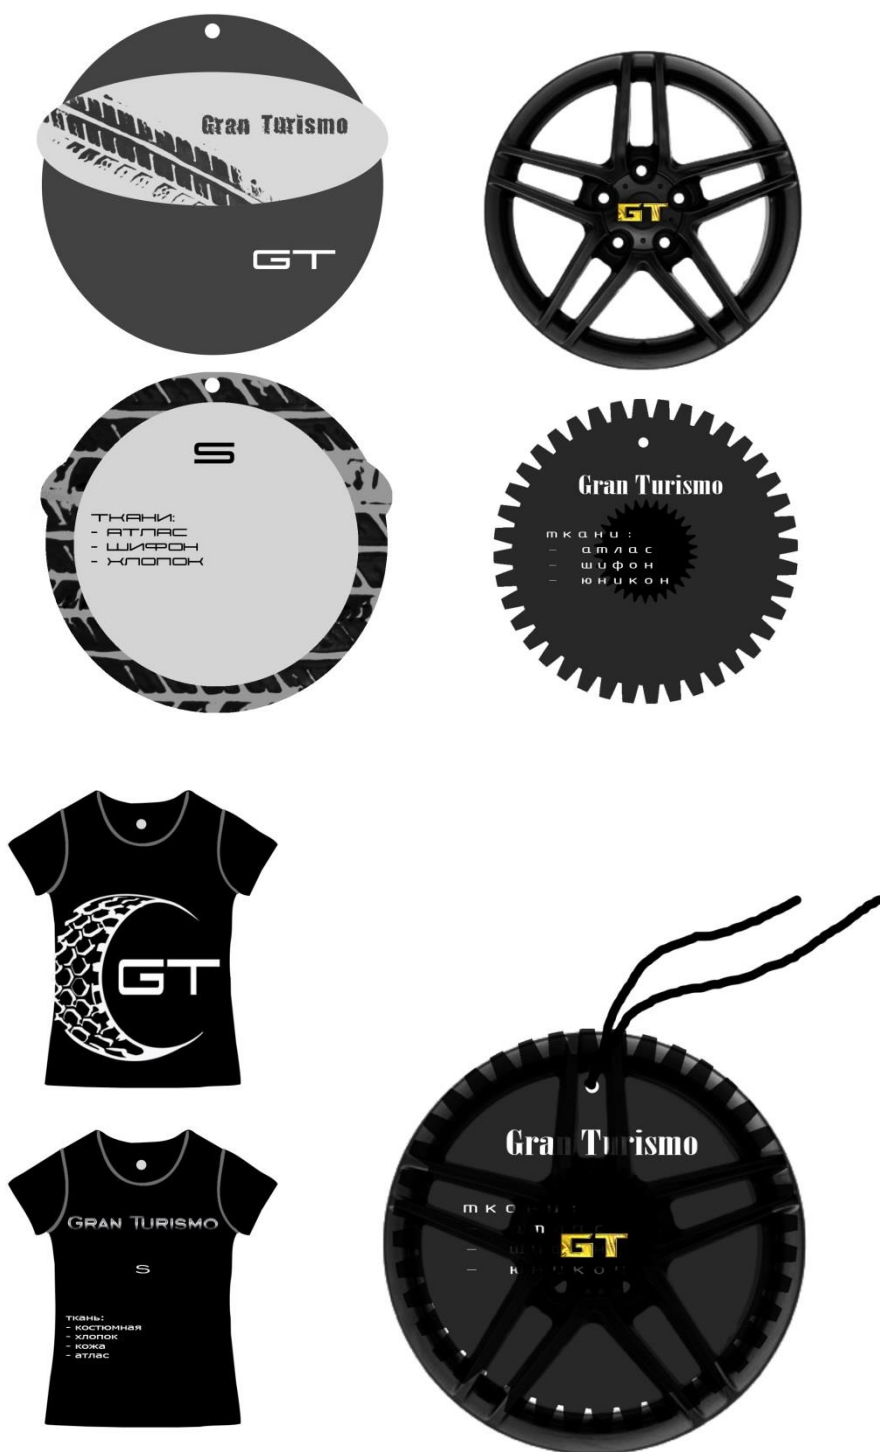 Gran Turismo
GT
GT
S
ТКАНИ:
- АТЛАС
- ШИФОН
- ХЛОПОК
Gran Turismo
ткани:
– атлас
– шифон
– юникон
GT
GRAN TURISMO
S
ткань:
- костюмная
- хлопок
- кожа
- атлас
Gran Turismo
GT